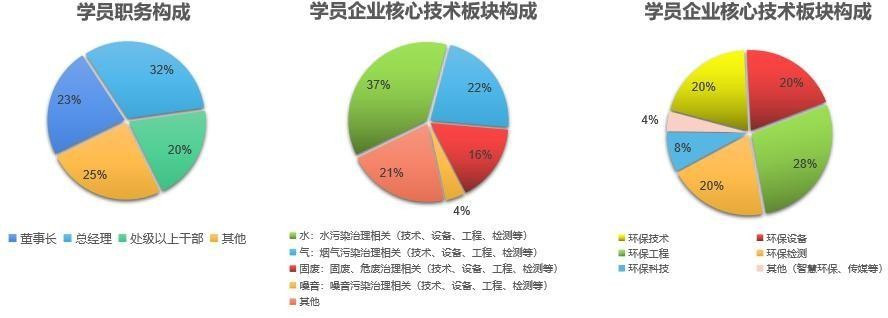 学员职务构成
32%
23%
20%
25%
董事长 总经理 处级以上干部 其他
学员企业核心技术板块构成
37%
22%
16%
21%
4%
水：水污染治理相关（技术、设备、工程、检测等）
气：烟气污染治理相关（技术、设备、工程、检测等）
固废：固废、危废治理相关（技术、设备、工程、检测等）
噪音：噪音污染治理相关（技术、设备、工程、检测等）
其他
学员企业核心技术板块构成
20%
20%
4%
8%
28%
20%
环保技术 环保设备
环保工程 环保检测
环保科技 其他（智慧环保、传媒等）